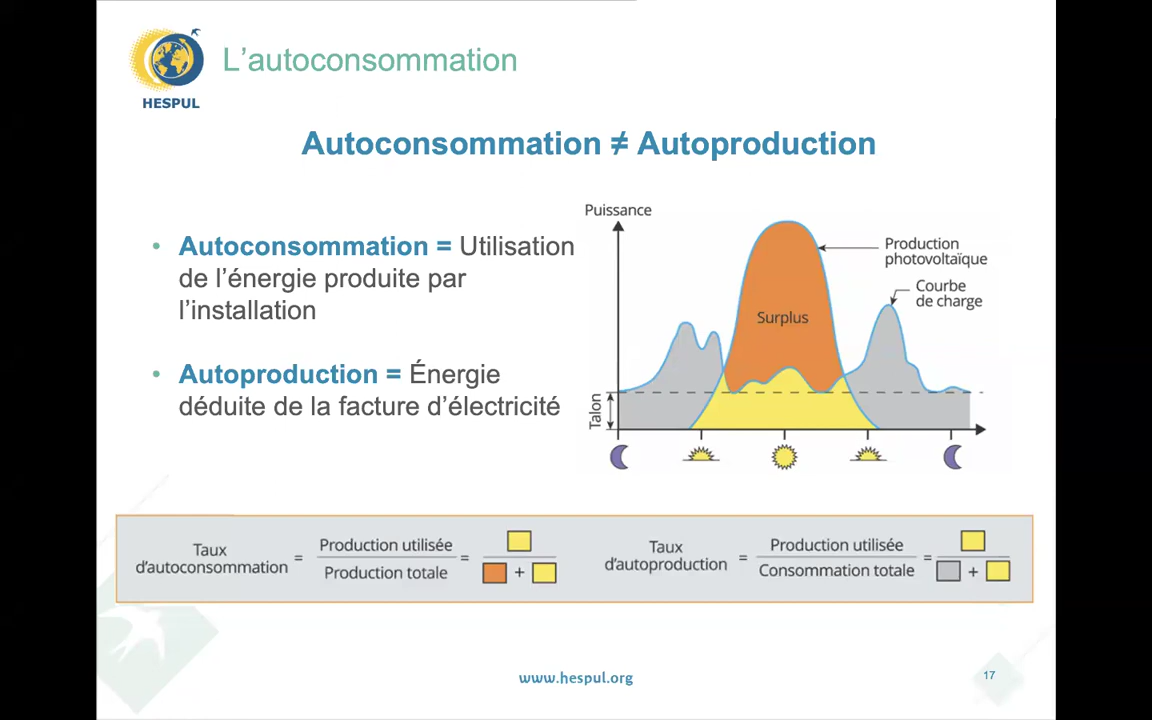 L’autoconsommation
HESPUL
Autoconsommation ≠ Autoproduction
• Autoconsommation = Utilisation
de l’énergie produite par
l’installation
• Autoproduction = Énergie
déduite de la facture d’électricité
Puissance
Production
photovoltaïque
Courbe
de charge
Surplus
Talon
Taux
d’autoconsommation
=
Production utilisée
Production totale
=
+
Taux
d’autoproduction
=
Production utilisée
Consommation totale
=
+
www.hespul.org
17